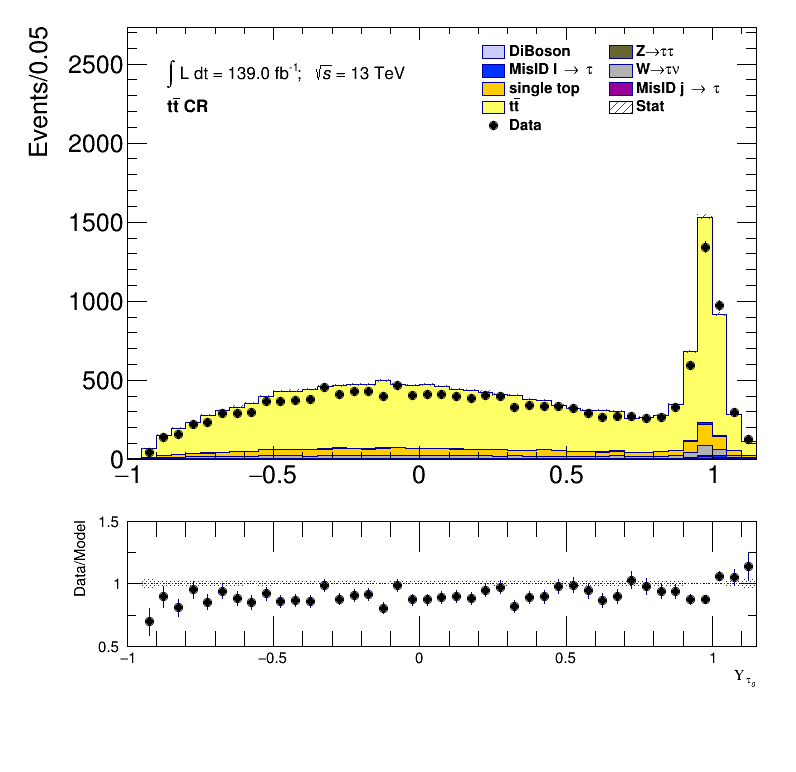 Events/0.05
2500
2000
1500
1000
500
0
∫ L dt = 139.0 fb⁻¹; √s = 13 TeV
tt̄ CR
DiBoson
MisID l → τ
single top
tt̄
Data
Z→ττ
W→τν
MisID j → τ
Stat
−1 −0.5 0 0.5 1
Data/Model
1.5
1
0.5
−1 −0.5 0 0.5 1
Υτ₀